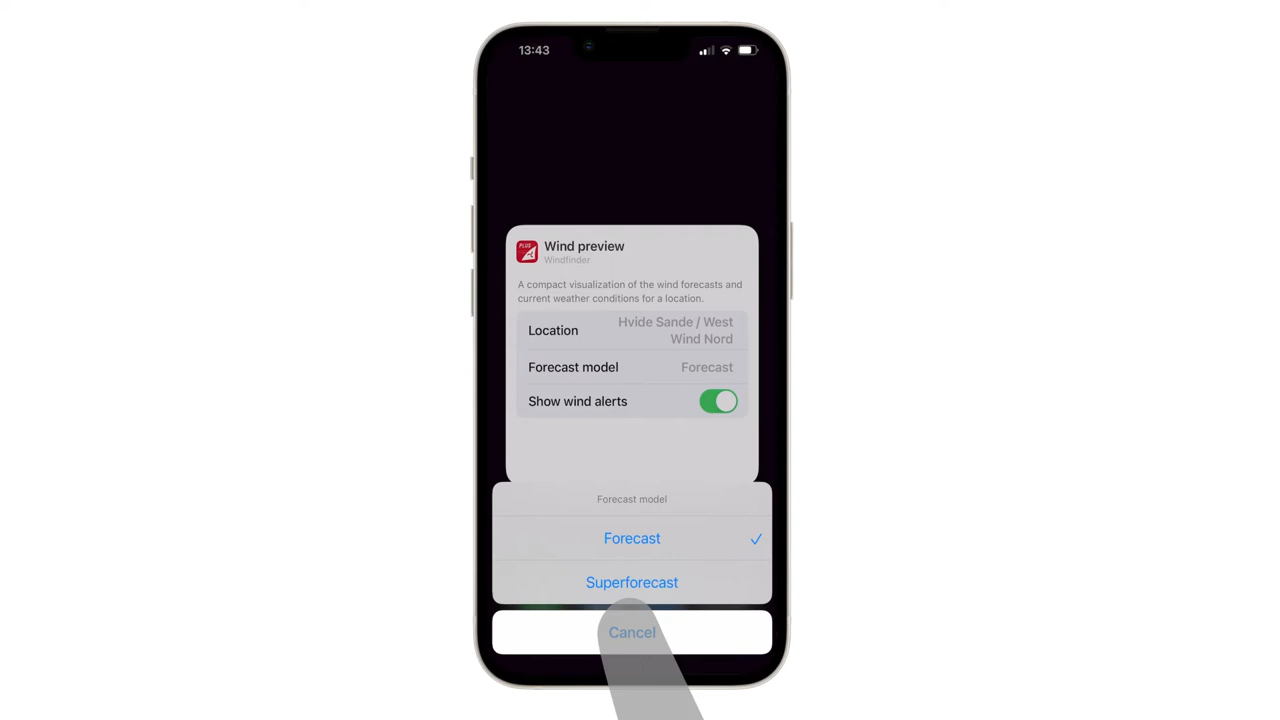 13:43
PLUS
Wind preview
Windfinder
A compact visualization of the wind forecasts and
current weather conditions for a location.
Location
Hvide Sande / West
Wind Nord
Forecast model
Forecast
Show wind alerts
Forecast model
Forecast
Superforecast
Cancel